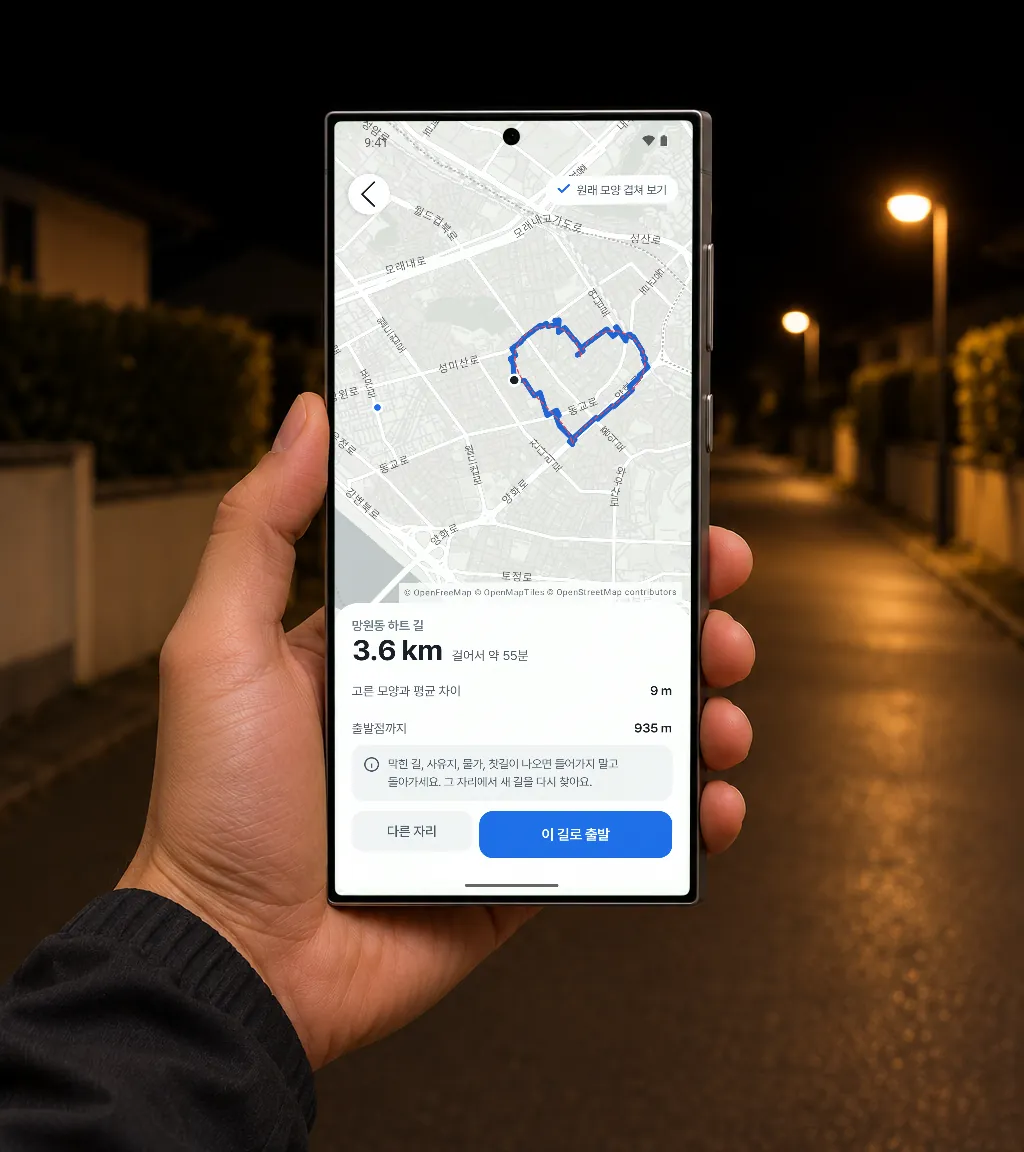 9:41
원래 모양 겹쳐 보기
월드컵북로
모래내고가도로
성산로
모래내로
성미산로
동교로
동교로
양화로
강변북로
양화로
토정로
© OpenFreeMap © OpenMapTiles © OpenStreetMap contributors
망원동 하트 길
3.6 km 걸어서 약 55분
고른 모양과 평균 차이 9 m
출발점까지 935 m
막힌 길, 사유지, 물가, 찻길이 나오면 들어가지 말고
돌아가세요. 그 자리에서 새 길을 다시 찾아요.
다른 자리
이 길로 출발